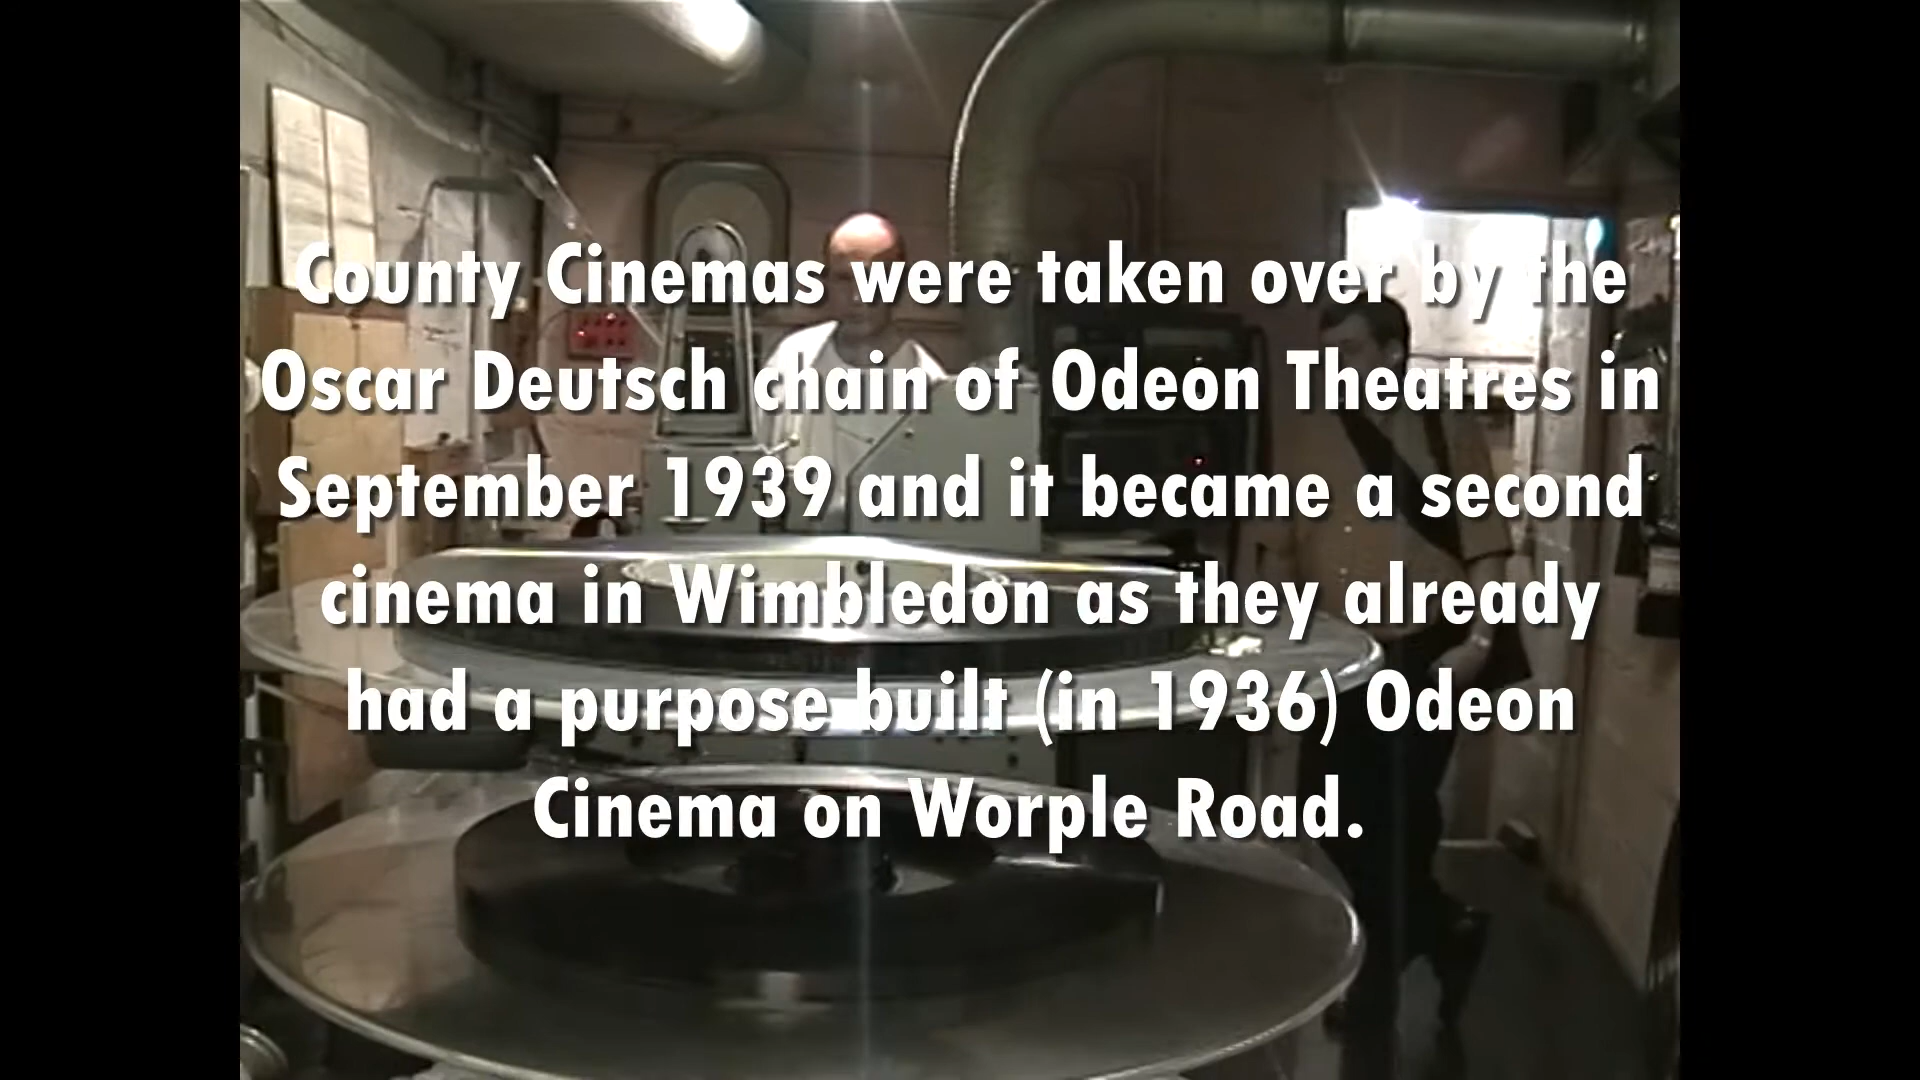 County Cinemas were taken over by the
Oscar Deutsch chain of Odeon Theatres in
September 1939 and it became a second
cinema in Wimbledon as they already
had a purpose built (in 1936) Odeon
Cinema on Worple Road.